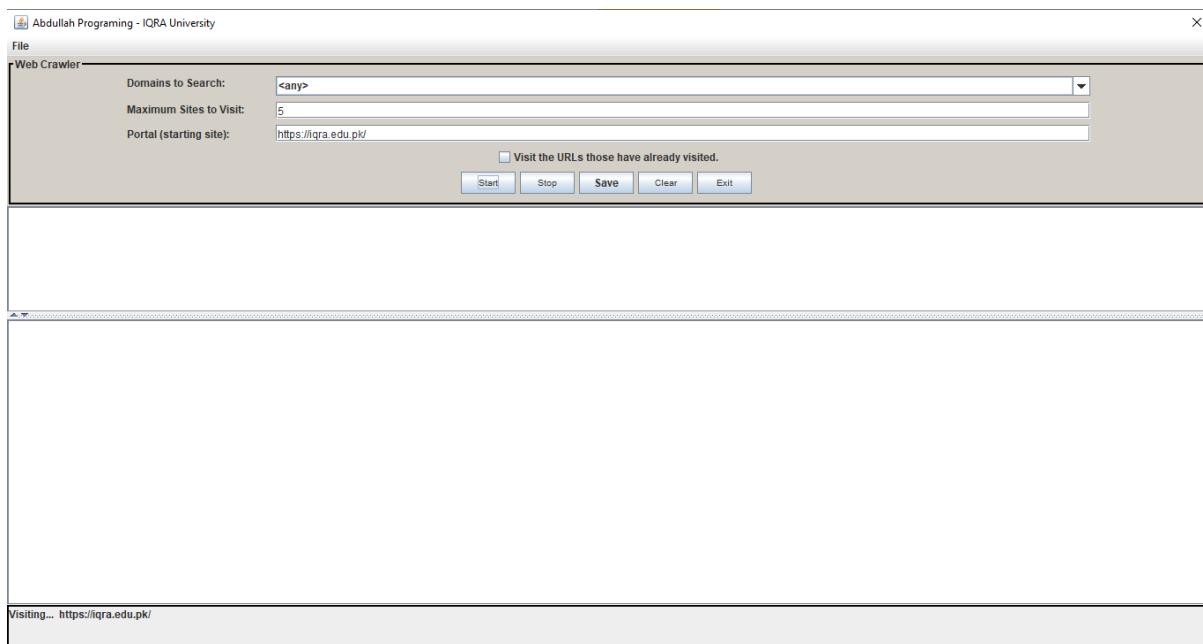 Abdullah Programing - IQRA University
File
Web Crawler
Domains to Search: <any>
Maximum Sites to Visit: 5
Portal (starting site): https://iqra.edu.pk/
Visit the URLs those have already visited.
Start Stop Save Clear Exit
Visiting... https://iqra.edu.pk/